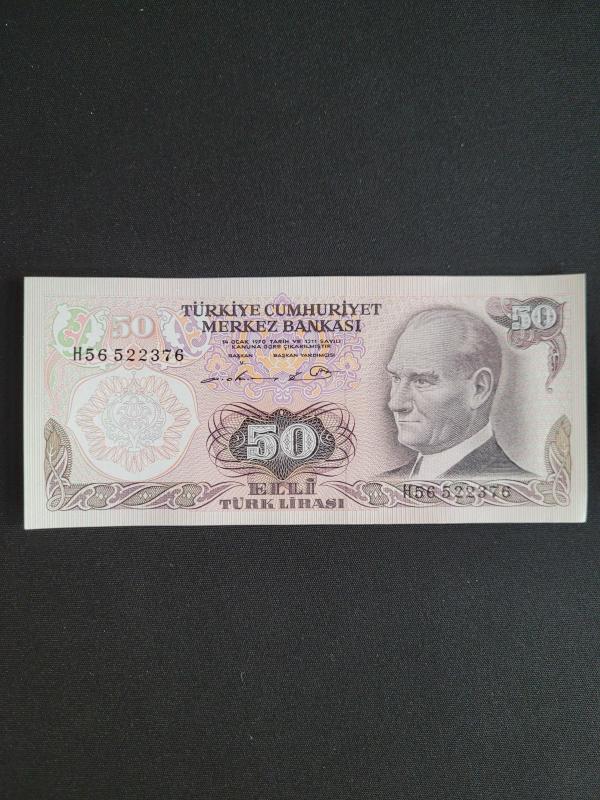 TÜRKİYE CUMHURİYET
MERKEZ BANKASI
14 OCAK 1970 TARİH VE 1211 SAYILI
KANUNA GÖRE ÇIKARILMIŞTIR
BAŞKAN BAŞKAN YARDIMCISI
50
50
H56 522376
50
H56 522376
ELLİ
TÜRK LİRASI